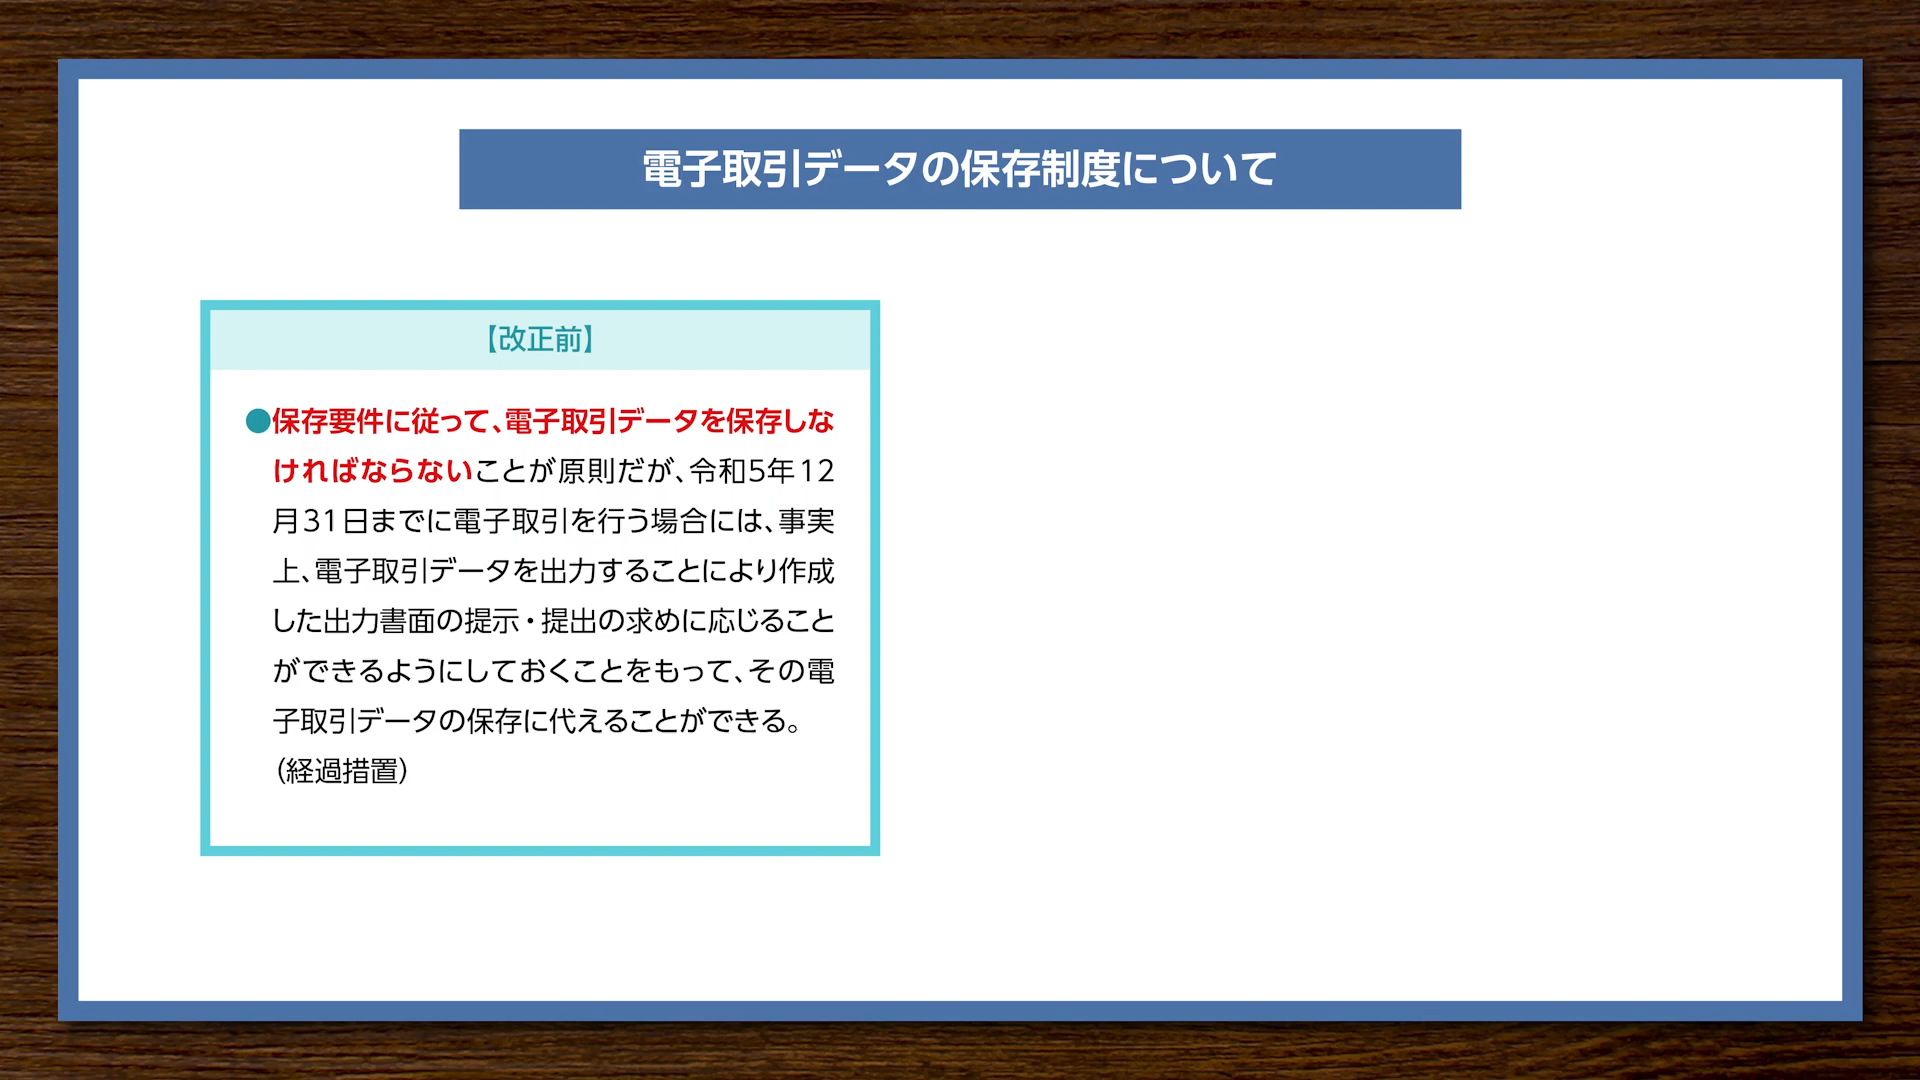 電子取引データの保存制度について
【改正前】
●保存要件に従って、電子取引データを保存しな
ければならないことが原則だが、令和5年12
月31日までに電子取引を行う場合には、事実
上、電子取引データを出力することにより作成
した出力書面の提示・提出の求めに応じること
ができるようにしておくことをもって、その電
子取引データの保存に代えることができる。
（経過措置）